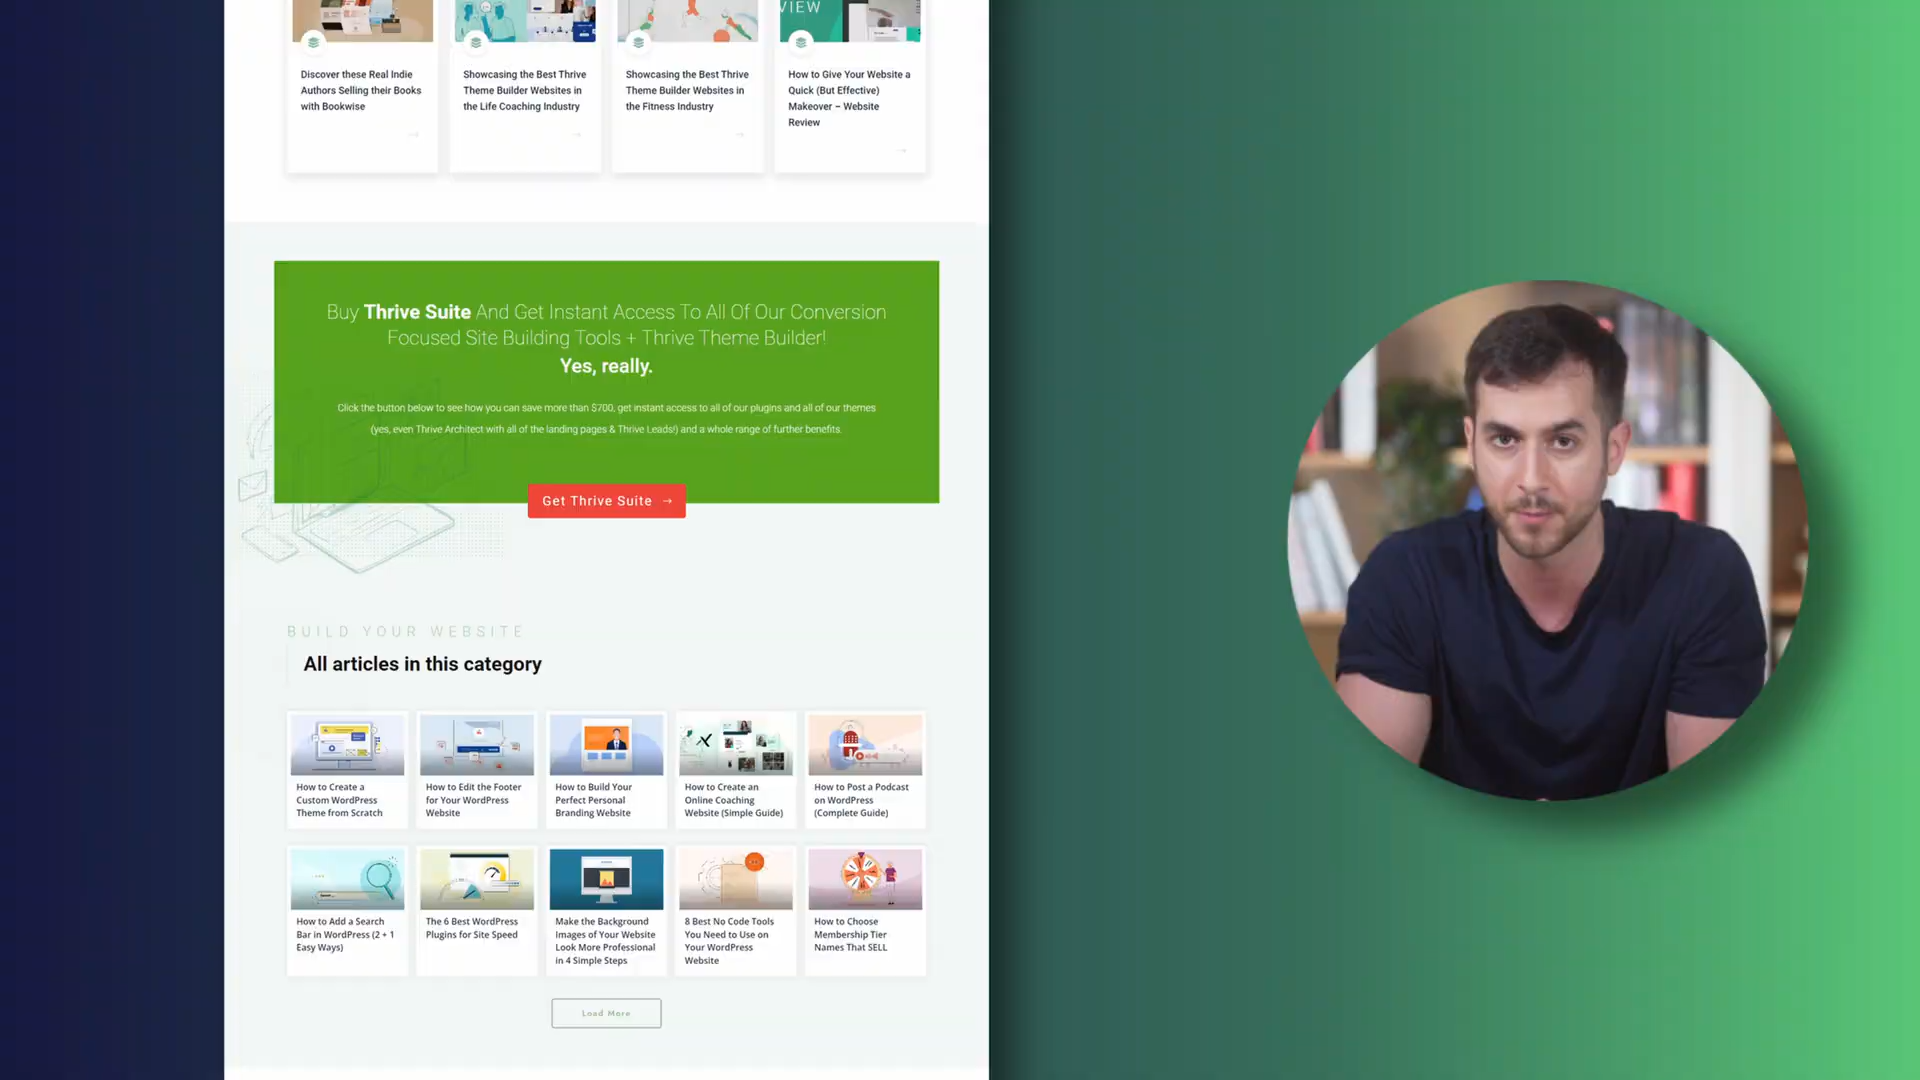 VIEW
Discover these Real Indie
Authors Selling their Books
with Bookwise
Showcasing the Best Thrive
Theme Builder Websites in
the Life Coaching Industry
Showcasing the Best Thrive
Theme Builder Websites in
the Fitness Industry
How to Give Your Website a
Quick (But Effective)
Makeover – Website
Review
Buy Thrive Suite And Get Instant Access To All Of Our Conversion
Focused Site Building Tools + Thrive Theme Builder!
Yes, really.
Click the button below to see how you can save more than $700, get instant access to all of our plugins and all of our themes
(yes, even Thrive Architect with all of the landing pages & Thrive Leads!) and a whole range of further benefits.
Get Thrive Suite →
BUILD YOUR WEBSITE
All articles in this category
How to Create a
Custom WordPress
Theme from Scratch
How to Edit the Footer
for Your WordPress
Website
How to Build Your
Perfect Personal
Branding Website
How to Create an
Online Coaching
Website (Simple Guide)
How to Post a Podcast
on WordPress
(Complete Guide)
How to Add a Search
Bar in WordPress (2 + 1
Easy Ways)
The 6 Best WordPress
Plugins for Site Speed
Make the Background
Images of Your Website
Look More Professional
in 4 Simple Steps
8 Best No Code Tools
You Need to Use on
Your WordPress
Website
How to Choose
Membership Tier
Names That SELL
Load More